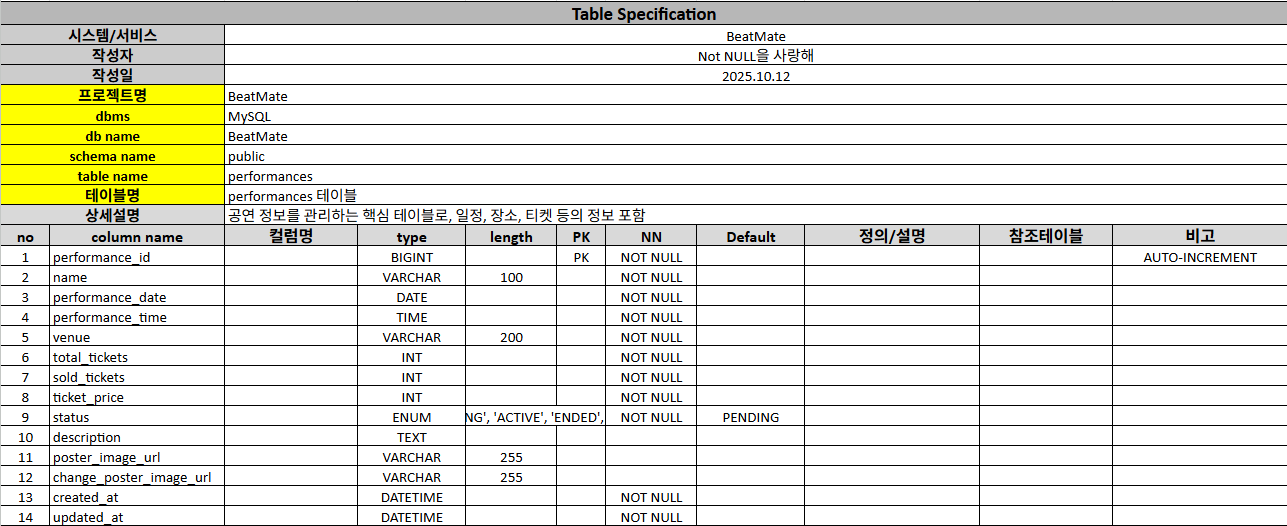 Table Specification
시스템/서비스 BeatMate
작성자 Not NULL을 사랑해
작성일 2025.10.12
프로젝트명 BeatMate
dbms MySQL
db name BeatMate
schema name public
table name performances
테이블명 performances 테이블
상세설명 공연 정보를 관리하는 핵심 테이블로, 일정, 장소, 티켓 등의 정보 포함
no column name 컬럼명 type length PK NN Default 정의/설명 참조테이블 비고
1 performance_id BIGINT PK NOT NULL AUTO-INCREMENT
2 name VARCHAR 100 NOT NULL
3 performance_date DATE NOT NULL
4 performance_time TIME NOT NULL
5 venue VARCHAR 200 NOT NULL
6 total_tickets INT NOT NULL
7 sold_tickets INT NOT NULL
8 ticket_price INT NOT NULL
9 status ENUM NG', 'ACTIVE', 'ENDED', NOT NULL PENDING
10 description TEXT
11 poster_image_url VARCHAR 255
12 change_poster_image_url VARCHAR 255
13 created_at DATETIME NOT NULL
14 updated_at DATETIME NOT NULL